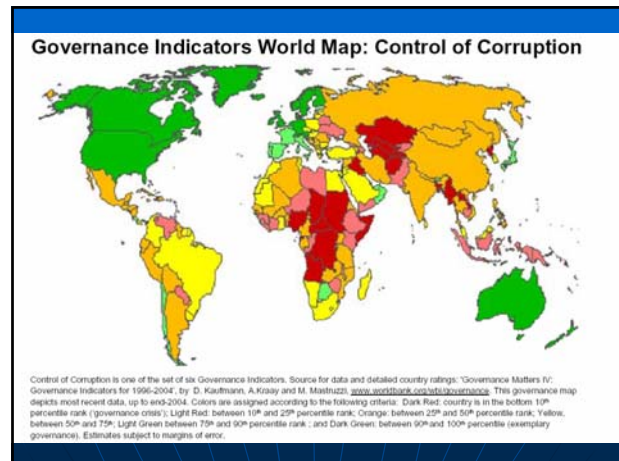 Governance Indicators World Map: Control of Corruption
Control of Corruption is one of the set of six Governance Indicators. Source for data and detailed country ratings: 'Governance Matters IV:
Governance Indicators for 1996-2004', by D. Kaufmann, A.Kraay and M. Mastruzzi, www.worldbank.org/wbi/governance. This governance map
depicts most recent data, up to end-2004. Colors are assigned according to the following criteria: Dark Red: country is in the bottom 10th
percentile rank ('governance crisis'); Light Red: between 10th and 25th percentile rank; Orange: between 25th and 50th percentile rank; Yellow,
between 50th and 75th; Light Green between 75th and 90th percentile rank ; and Dark Green: between 90th and 100th percentile (exemplary
governance). Estimates subject to margins of error.